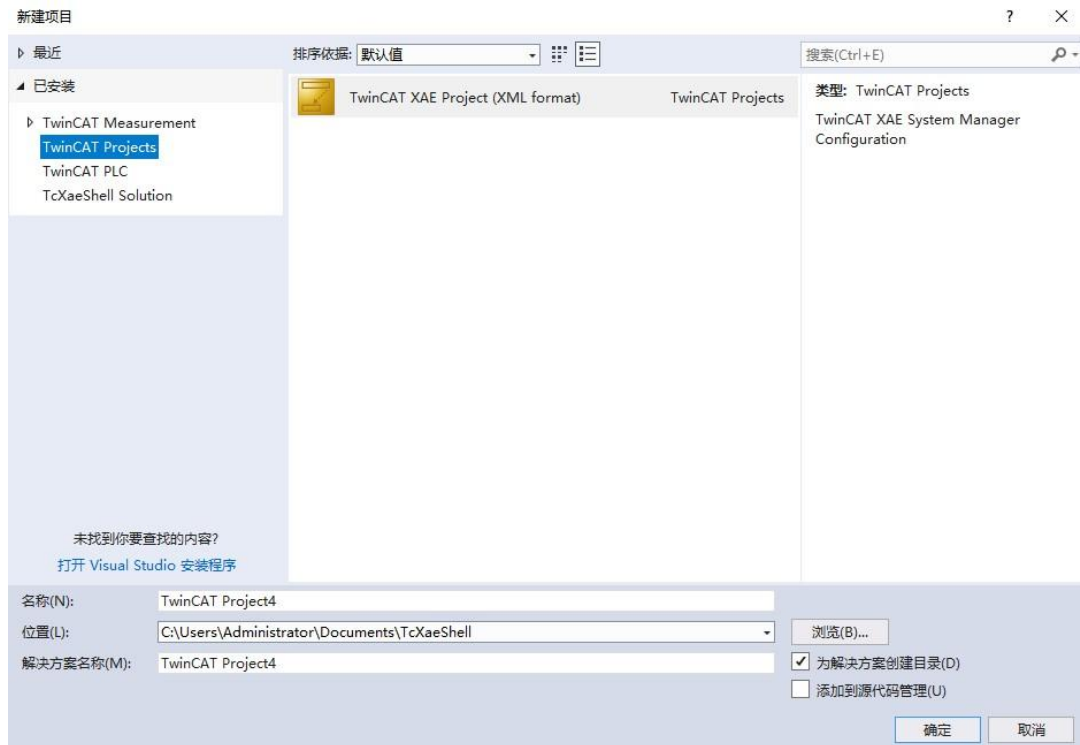 新建项目
?
最近
排序依据: 默认值
搜索(Ctrl+E)
已安装
TwinCAT Measurement
TwinCAT Projects
TwinCAT PLC
TcXaeShell Solution
TwinCAT XAE Project (XML format)
TwinCAT Projects
类型: TwinCAT Projects
TwinCAT XAE System Manager
Configuration
未找到你要查找的内容?
打开 Visual Studio 安装程序
名称(N): TwinCAT Project4
位置(L): C:\Users\Administrator\Documents\TcXaeShell
浏览(B)...
解决方案名称(M): TwinCAT Project4
为解决方案创建目录(D)
添加到源代码管理(U)
确定
取消